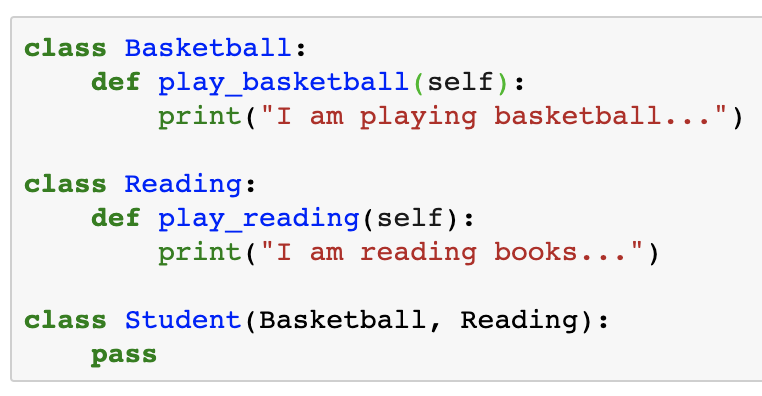 class Basketball:
    def play_basketball(self):
        print("I am playing basketball...")

class Reading:
    def play_reading(self):
        print("I am reading books...")

class Student(Basketball, Reading):
    pass